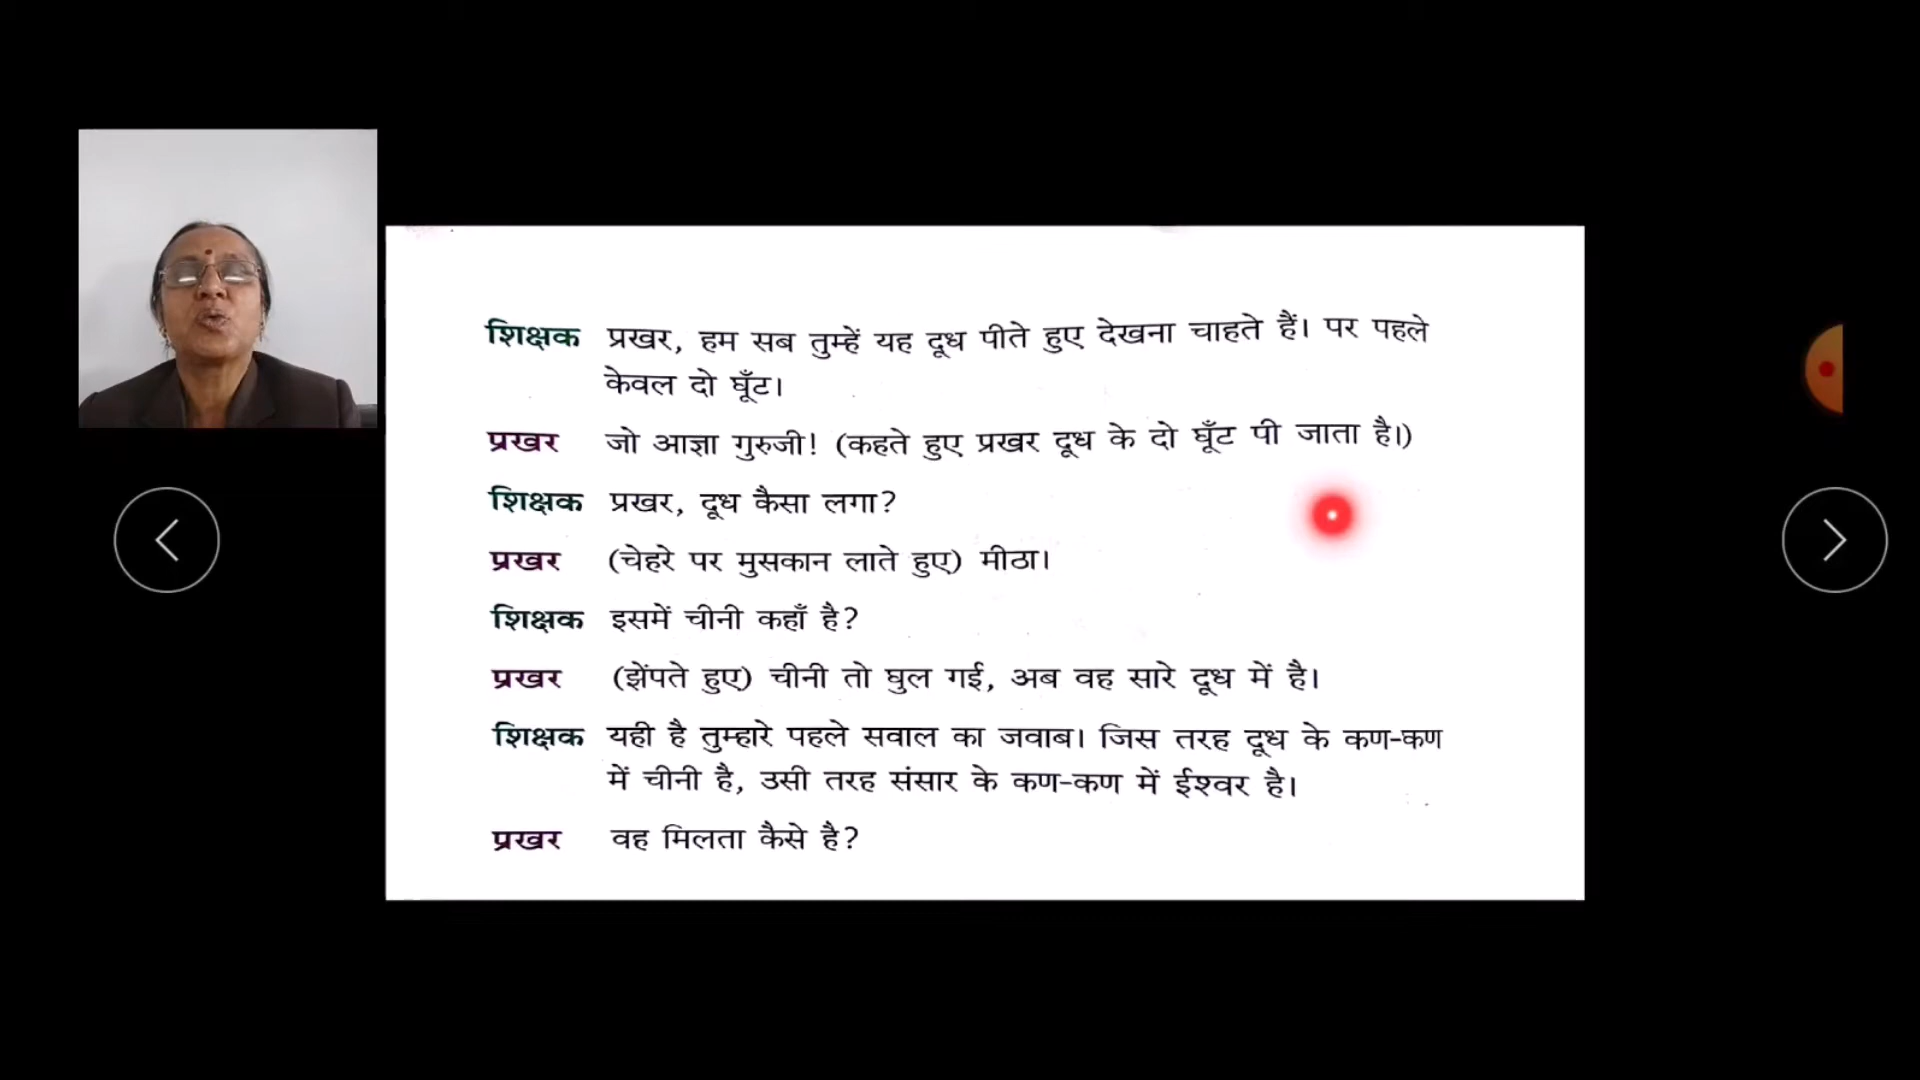 शिक्षक प्रखर, हम सब तुम्हें यह दूध पीते हुए देखना चाहते हैं। पर पहले
केवल दो घूँट।
प्रखर जो आज्ञा गुरुजी! (कहते हुए प्रखर दूध के दो घूँट पी जाता है।)
शिक्षक प्रखर, दूध कैसा लगा?
प्रखर (चेहरे पर मुसकान लाते हुए) मीठा।
शिक्षक इसमें चीनी कहाँ है?
प्रखर (झेंपते हुए) चीनी तो घुल गई, अब वह सारे दूध में है।
शिक्षक यही है तुम्हारे पहले सवाल का जवाब। जिस तरह दूध के कण-कण
में चीनी है, उसी तरह संसार के कण-कण में ईश्वर है।
प्रखर वह मिलता कैसे है?